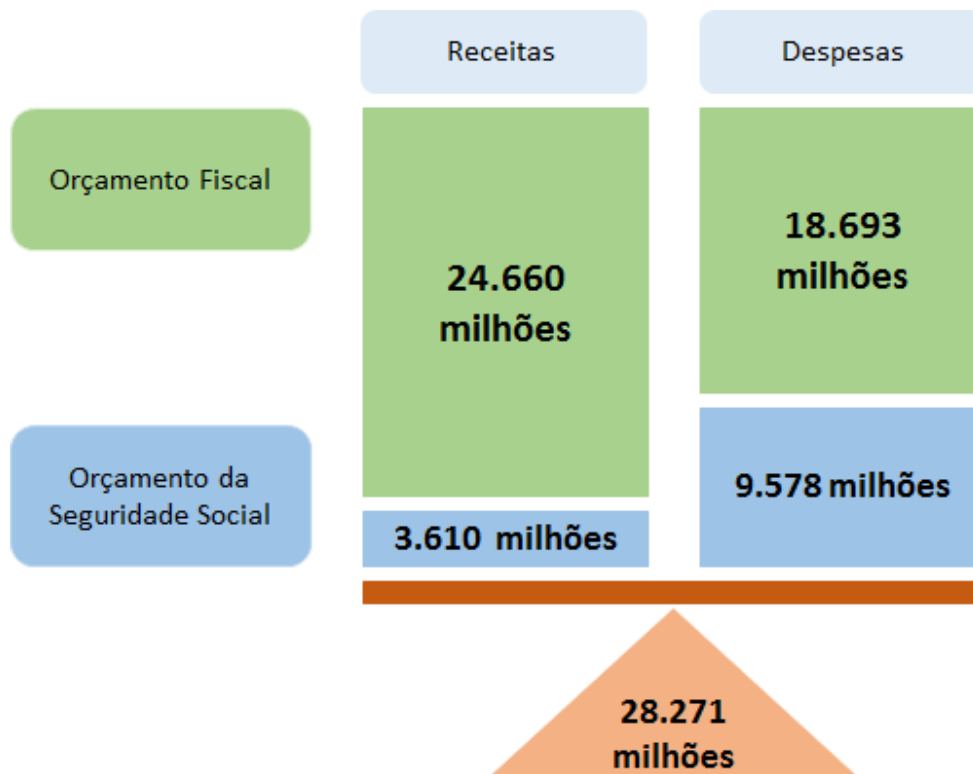 Receitas
Despesas
Orçamento Fiscal
24.660
milhões
18.693
milhões
Orçamento da
Seguridade Social
3.610 milhões
9.578 milhões
28.271
milhões